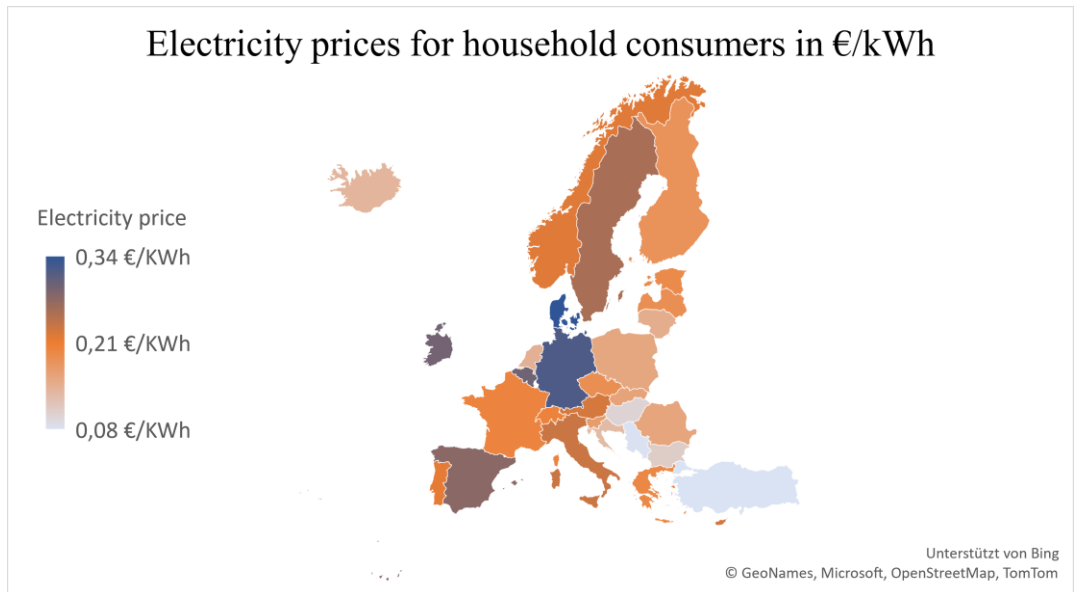 Electricity prices for household consumers in €/kWh
Electricity price
0,34 €/KWh
0,21 €/KWh
0,08 €/KWh
Unterstützt von Bing
© GeoNames, Microsoft, OpenStreetMap, TomTom